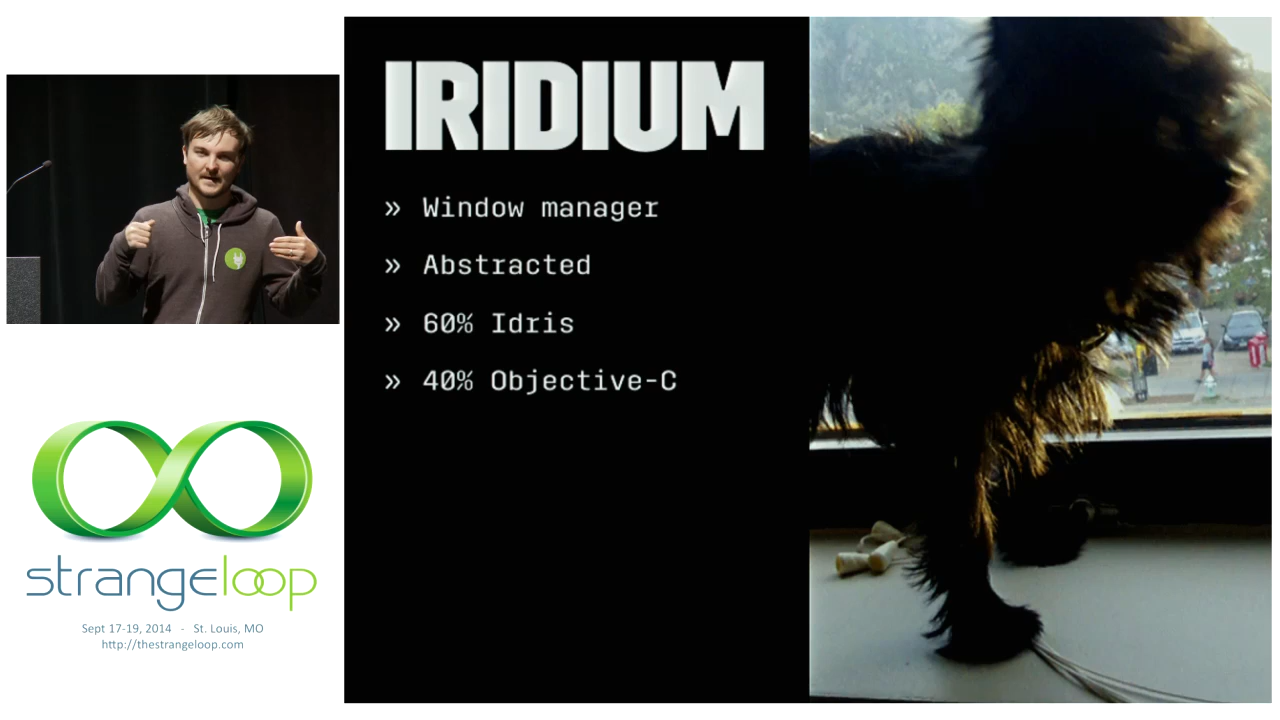 IRIDIUM
» Window manager
» Abstracted
» 60% Idris
» 40% Objective-C
strangeloop
Sept 17-19, 2014 - St. Louis, MO
http://thestrangeloop.com